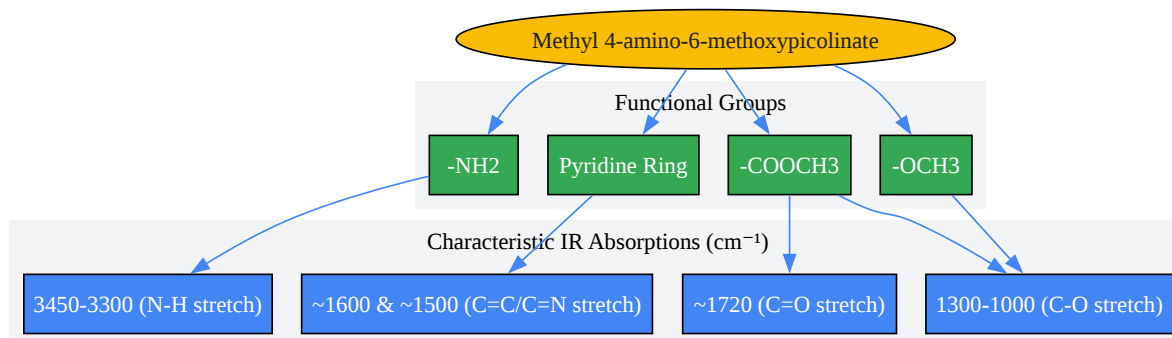 Methyl 4-amino-6-methoxypicolinate
Functional Groups
-NH2
Pyridine Ring
-COOCH3
-OCH3
Characteristic IR Absorptions (cm⁻¹)
3450-3300 (N-H stretch)
~1600 & ~1500 (C=C/C=N stretch)
~1720 (C=O stretch)
1300-1000 (C-O stretch)